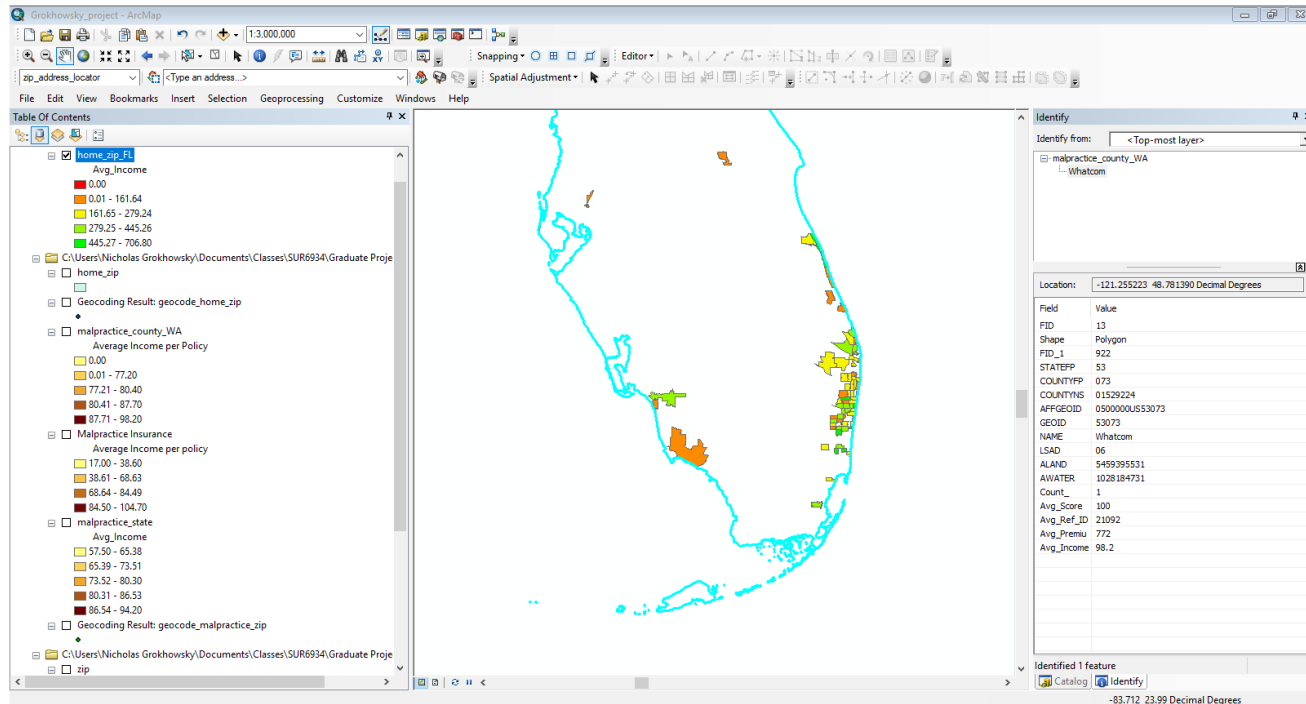 Grokhowsky_project - ArcMap
1:3,000,000
Snapping
Editor
zip_address_locator
<Type an address...>
Spatial Adjustment
File Edit View Bookmarks Insert Selection Geoprocessing Customize Windows Help
Table Of Contents
home_zip_FL
Avg_Income
0.00
0.01 - 161.64
161.65 - 279.24
279.25 - 445.26
445.27 - 706.80
C:\Users\Nicholas Grokhowsky\Documents\Classes\SUR6934\Graduate Proje
home_zip
Geocoding Result: geocode_home_zip
malpractice_county_WA
Average Income per Policy
0.00
0.01 - 77.20
77.21 - 80.40
80.41 - 87.70
87.71 - 98.20
Malpractice Insurance
Average Income per policy
17.00 - 38.60
38.61 - 68.63
68.64 - 84.49
84.50 - 104.70
malpractice_state
Avg_Income
57.50 - 65.38
65.39 - 73.51
73.52 - 80.30
80.31 - 86.53
86.54 - 94.20
Geocoding Result: geocode_malpractice_zip
C:\Users\Nicholas Grokhowsky\Documents\Classes\SUR6934\Graduate Proje
zip
Identify
Identify from: <Top-most layer>
malpractice_county_WA
Whatcom
Location: -121.255223 48.781390 Decimal Degrees
Field Value
FID 13
Shape Polygon
FID_1 922
STATEFP 53
COUNTYFP 073
COUNTYNS 01529224
AFFGEOID 0500000US53073
GEOID 53073
NAME Whatcom
LSAD 06
ALAND 5459395531
AWATER 1028184731
Count_ 1
Avg_Score 100
Avg_Ref_ID 21092
Avg_Premiu 772
Avg_Income 98.2
Identified 1 feature
Catalog Identify
-83.712 23.99 Decimal Degrees